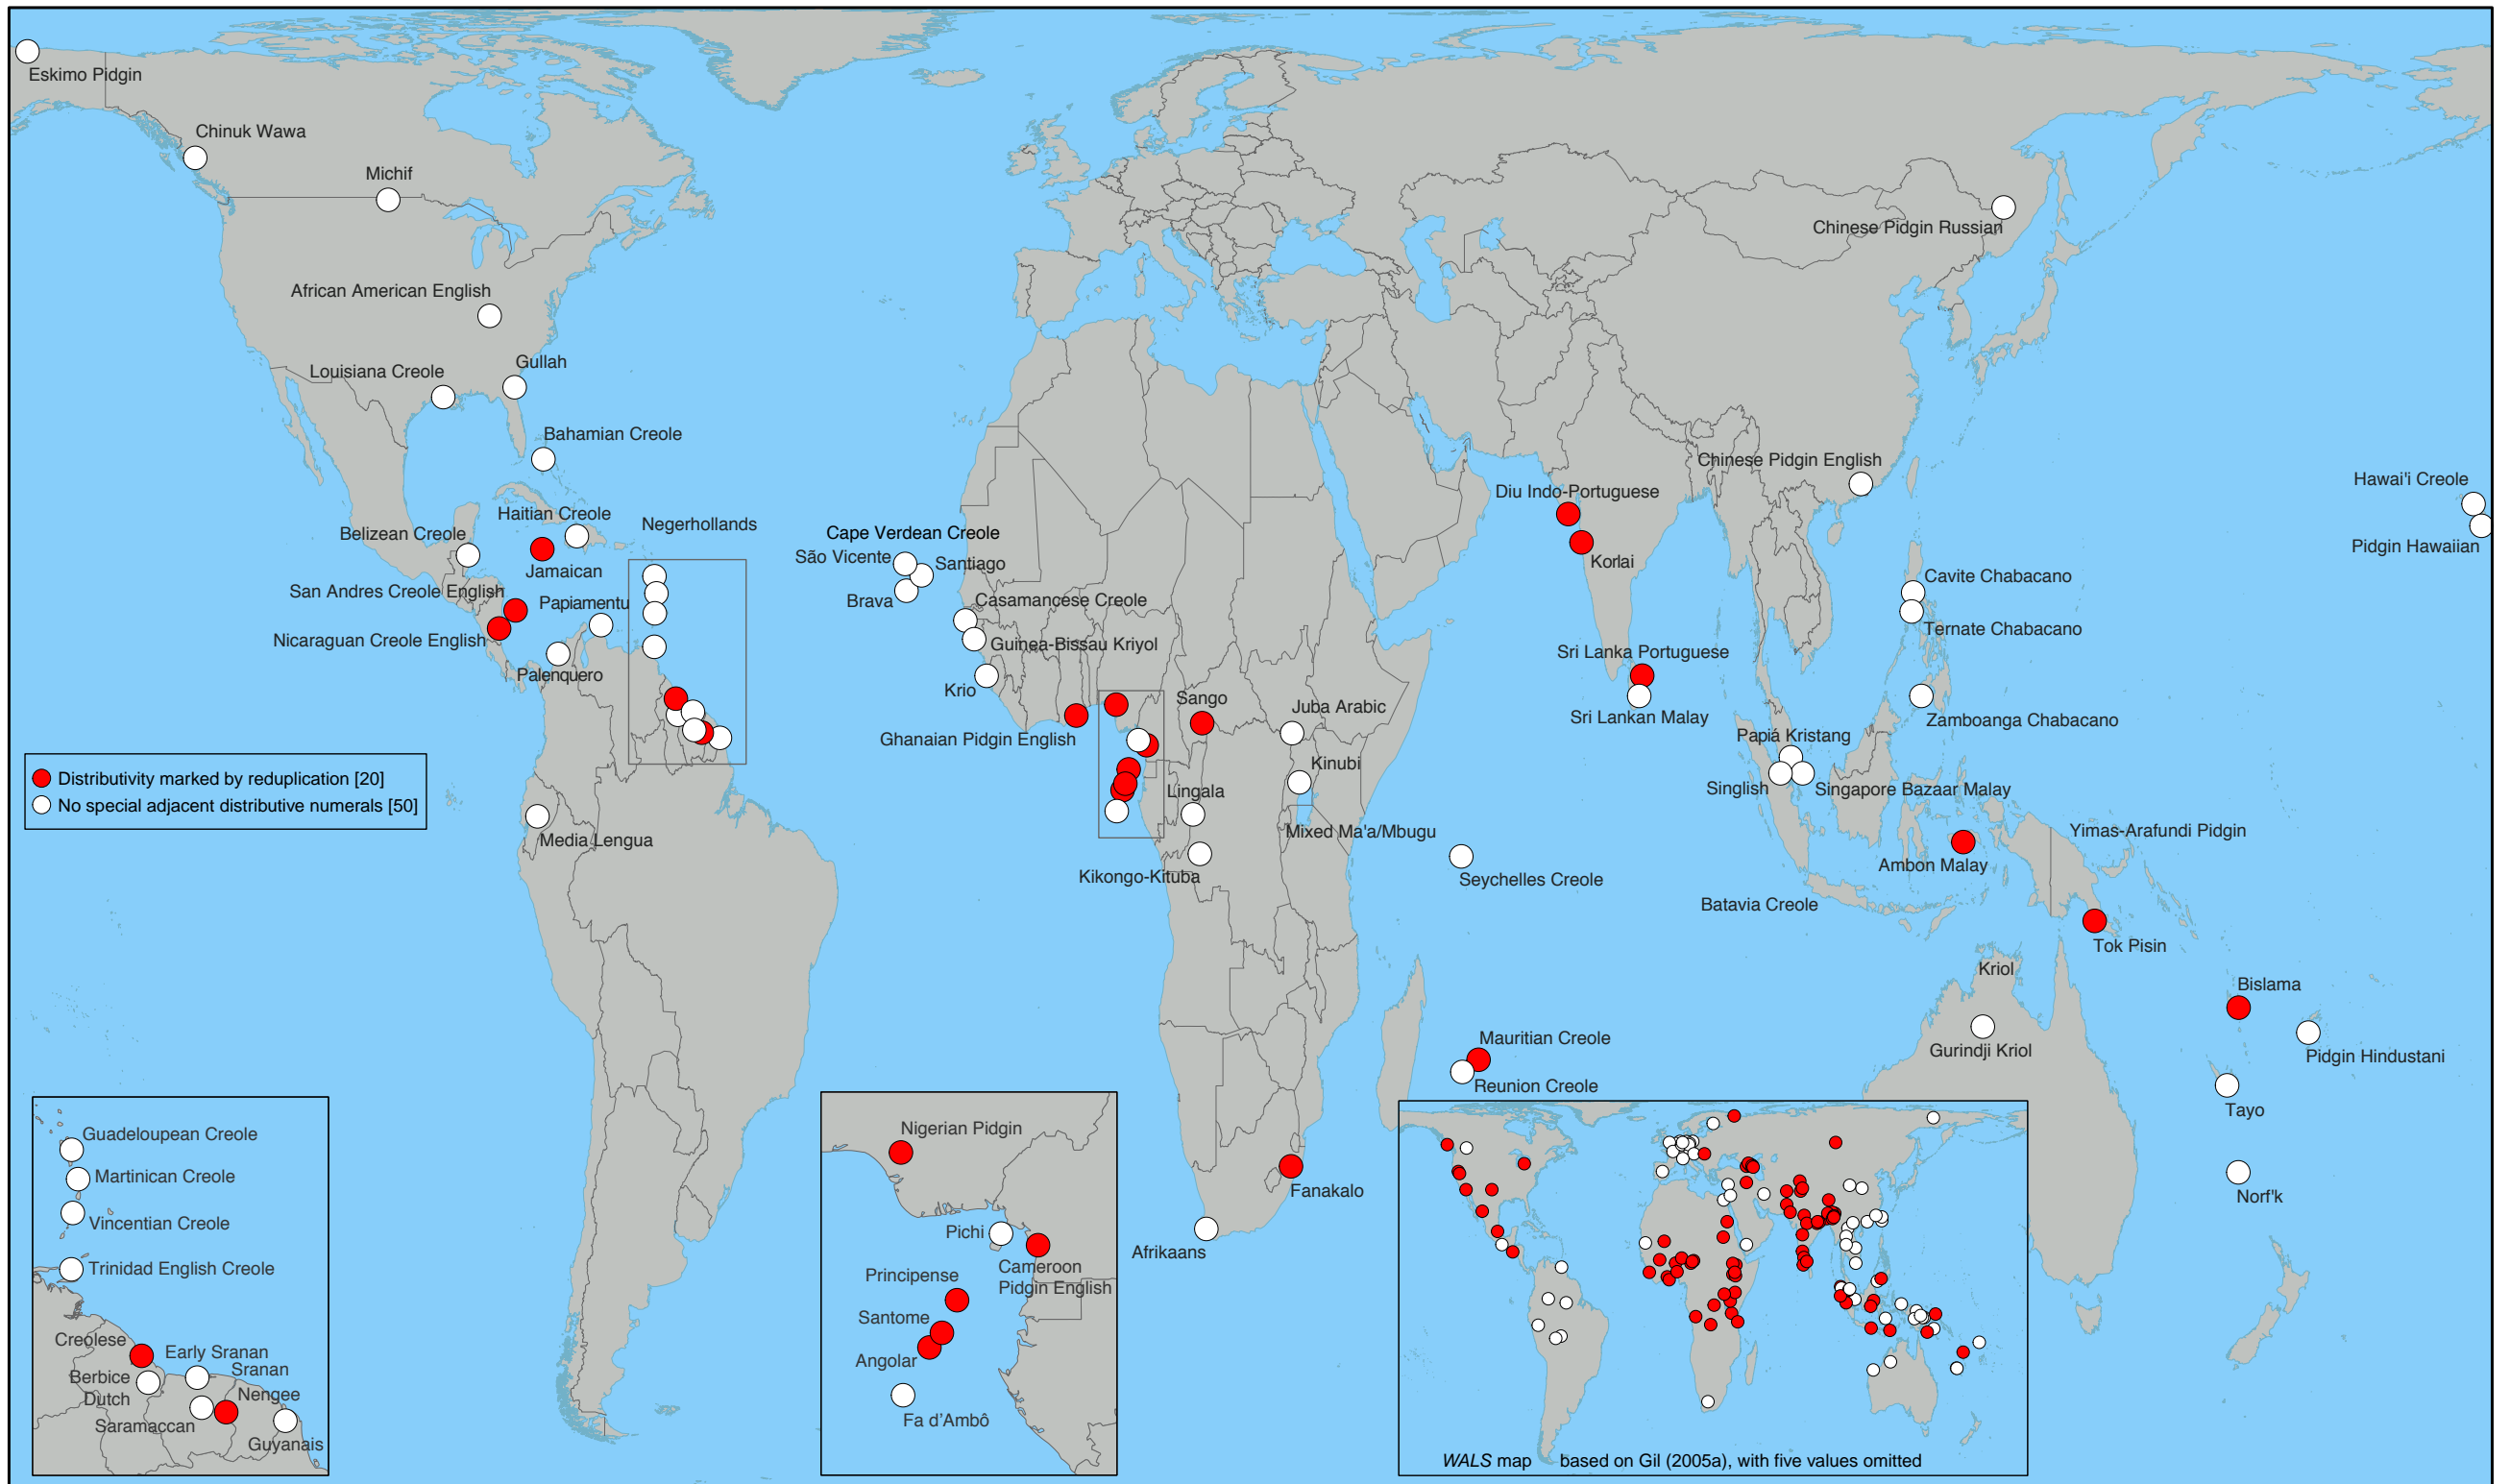 Eskimo Pidgin
Chinuk Wawa
Michif
Chinese Pidgin Russian
African American English
Gullah
Louisiana Creole
Bahamian Creole
Chinese Pidgin English
Hawai'i Creole
Diu Indo-Portuguese
Haitian Creole
Negerhollands
Belizean Creole
Cape Verdean Creole
São Vicente
Santiago
Pidgin Hawaiian
Korlai
Jamaican
Cavite Chabacano
San Andres Creole English
Papiamentu
Brava
Casamancese Creole
Ternate Chabacano
Nicaraguan Creole English
Guinea-Bissau Kriyol
Sri Lanka Portuguese
Palenquero
Krio
Sango
Juba Arabic
Sri Lankan Malay
Zamboanga Chabacano
Ghanaian Pidgin English
Papiá Kristang
Kinubi
Distributivity marked by reduplication [20]
No special adjacent distributive numerals [50]
Lingala
Singlish
Singapore Bazaar Malay
Media Lengua
Mixed Ma'a/Mbugu
Yimas-Arafundi Pidgin
Ambon Malay
Kikongo-Kituba
Seychelles Creole
Batavia Creole
Tok Pisin
Kriol
Bislama
Mauritian Creole
Gurindji Kriol
Pidgin Hindustani
Reunion Creole
Tayo
Norf'k
Fanakalo
Afrikaans
Guadeloupean Creole
Martinican Creole
Vincentian Creole
Trinidad English Creole
Creolese
Early Sranan
Sranan
Berbice
Dutch
Nengee
Saramaccan
Guyanais
Nigerian Pidgin
Pichi
Cameroon
Pidgin English
Principense
Santome
Angolar
Fa d'Ambô
WALS map based on Gil (2005a), with five values omitted